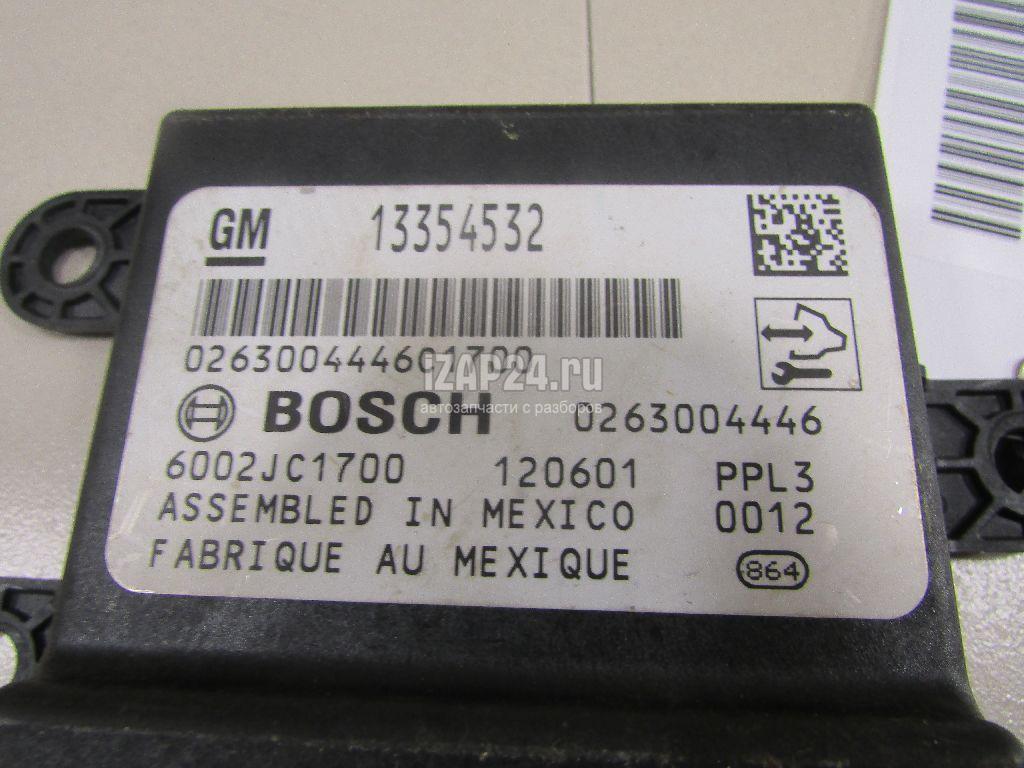 GM 13354532
0263004446C1700
iZAP24.ru
автозапчасти с разборов
BOSCH 0263004446
6002JC1700 120601 PPL3
ASSEMBLED IN MEXICO 0012
FABRIQUE AU MEXIQUE 864